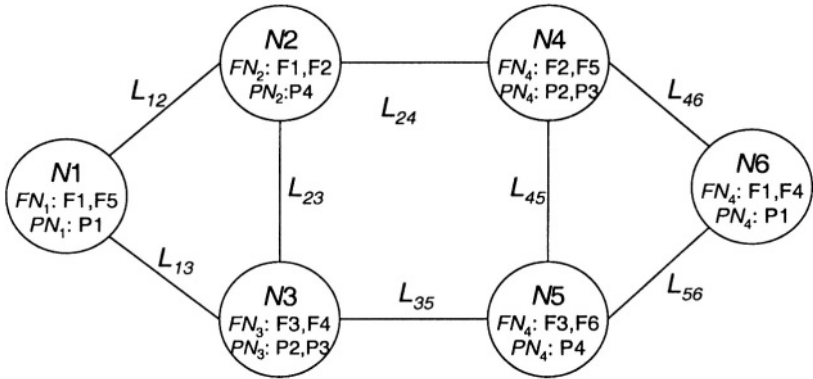 N2
FN2: F1,F2
PN2:P4
N4
FN4: F2,F5
PN4: P2,P3
L12
L24
L46
N1
FN1: F1,F5
PN1: P1
L23
L45
N6
FN4: F1,F4
PN4: P1
L13
L35
L56
N3
FN3: F3,F4
PN3: P2,P3
N5
FN4: F3,F6
PN4: P4